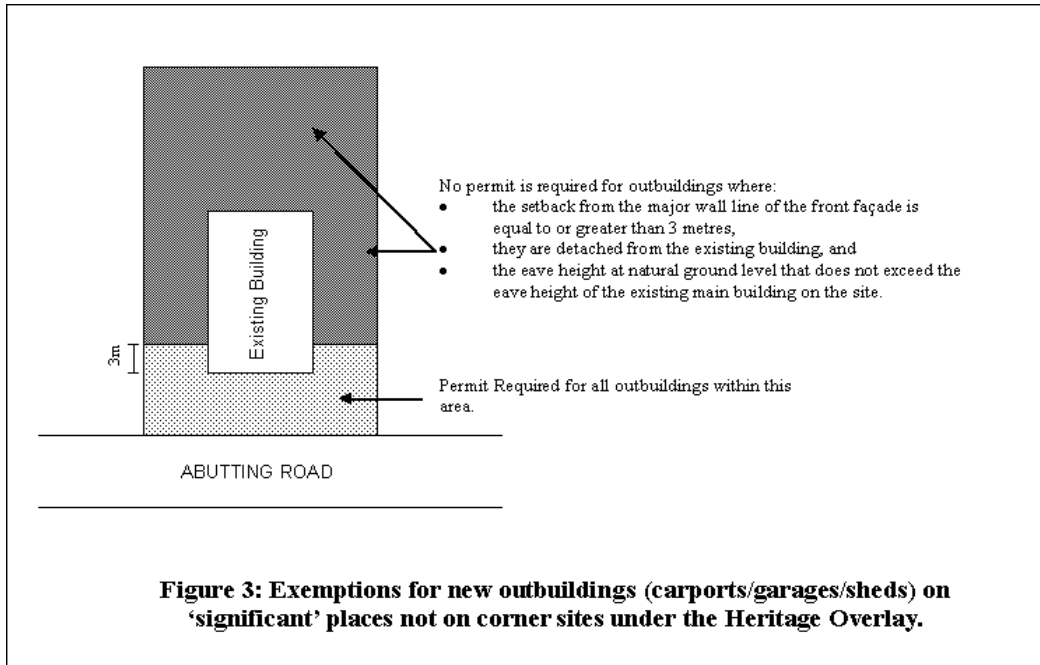 No permit is required for outbuildings where:
• the setback from the major wall line of the front façade is
equal to or greater than 3 metres,
• they are detached from the existing building, and
• the eave height at natural ground level that does not exceed the
eave height of the existing main building on the site.
Existing Building
3m
Permit Required for all outbuildings within this
area.
ABUTTING ROAD
Figure 3: Exemptions for new outbuildings (carports/garages/sheds) on
‘significant’ places not on corner sites under the Heritage Overlay.